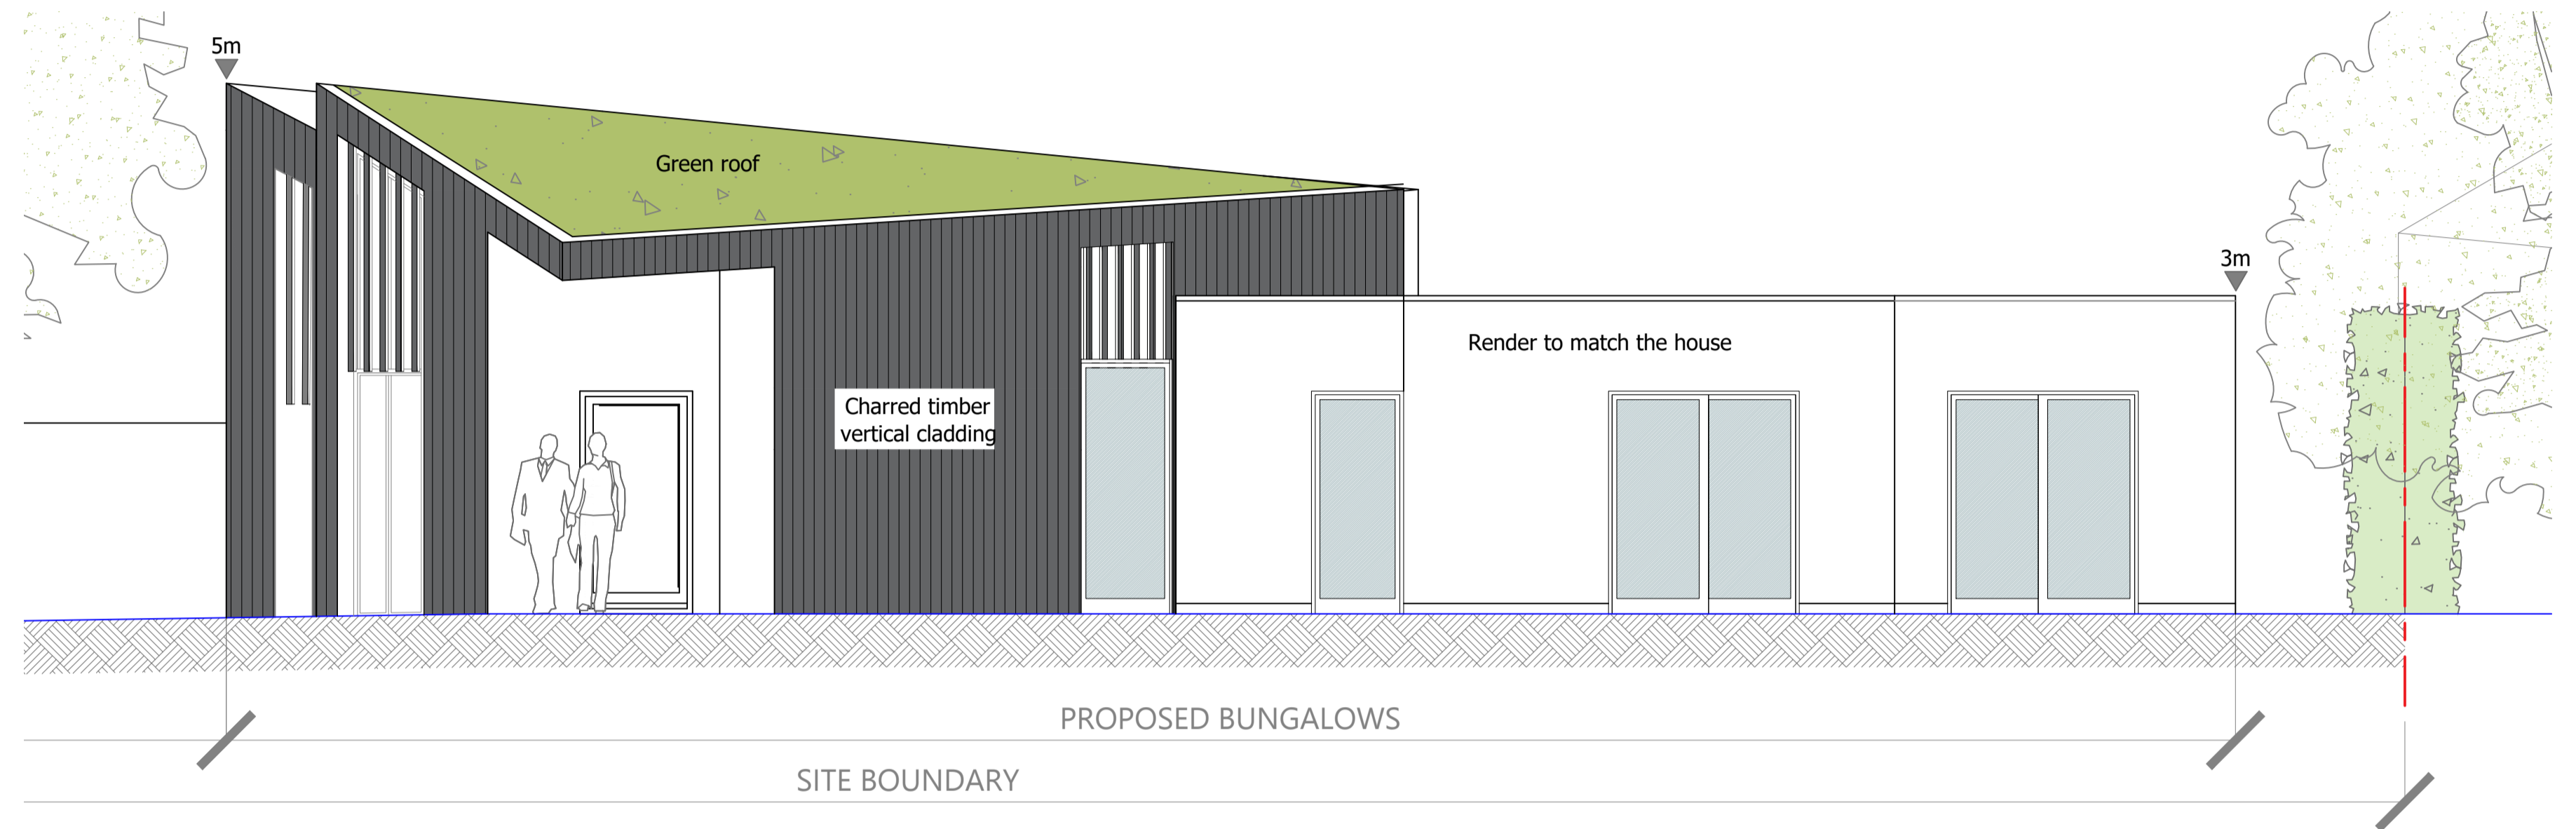 5m
Green roof
3m
Render to match the house
Charred timber
vertical cladding
PROPOSED BUNGALOWS
SITE BOUNDARY